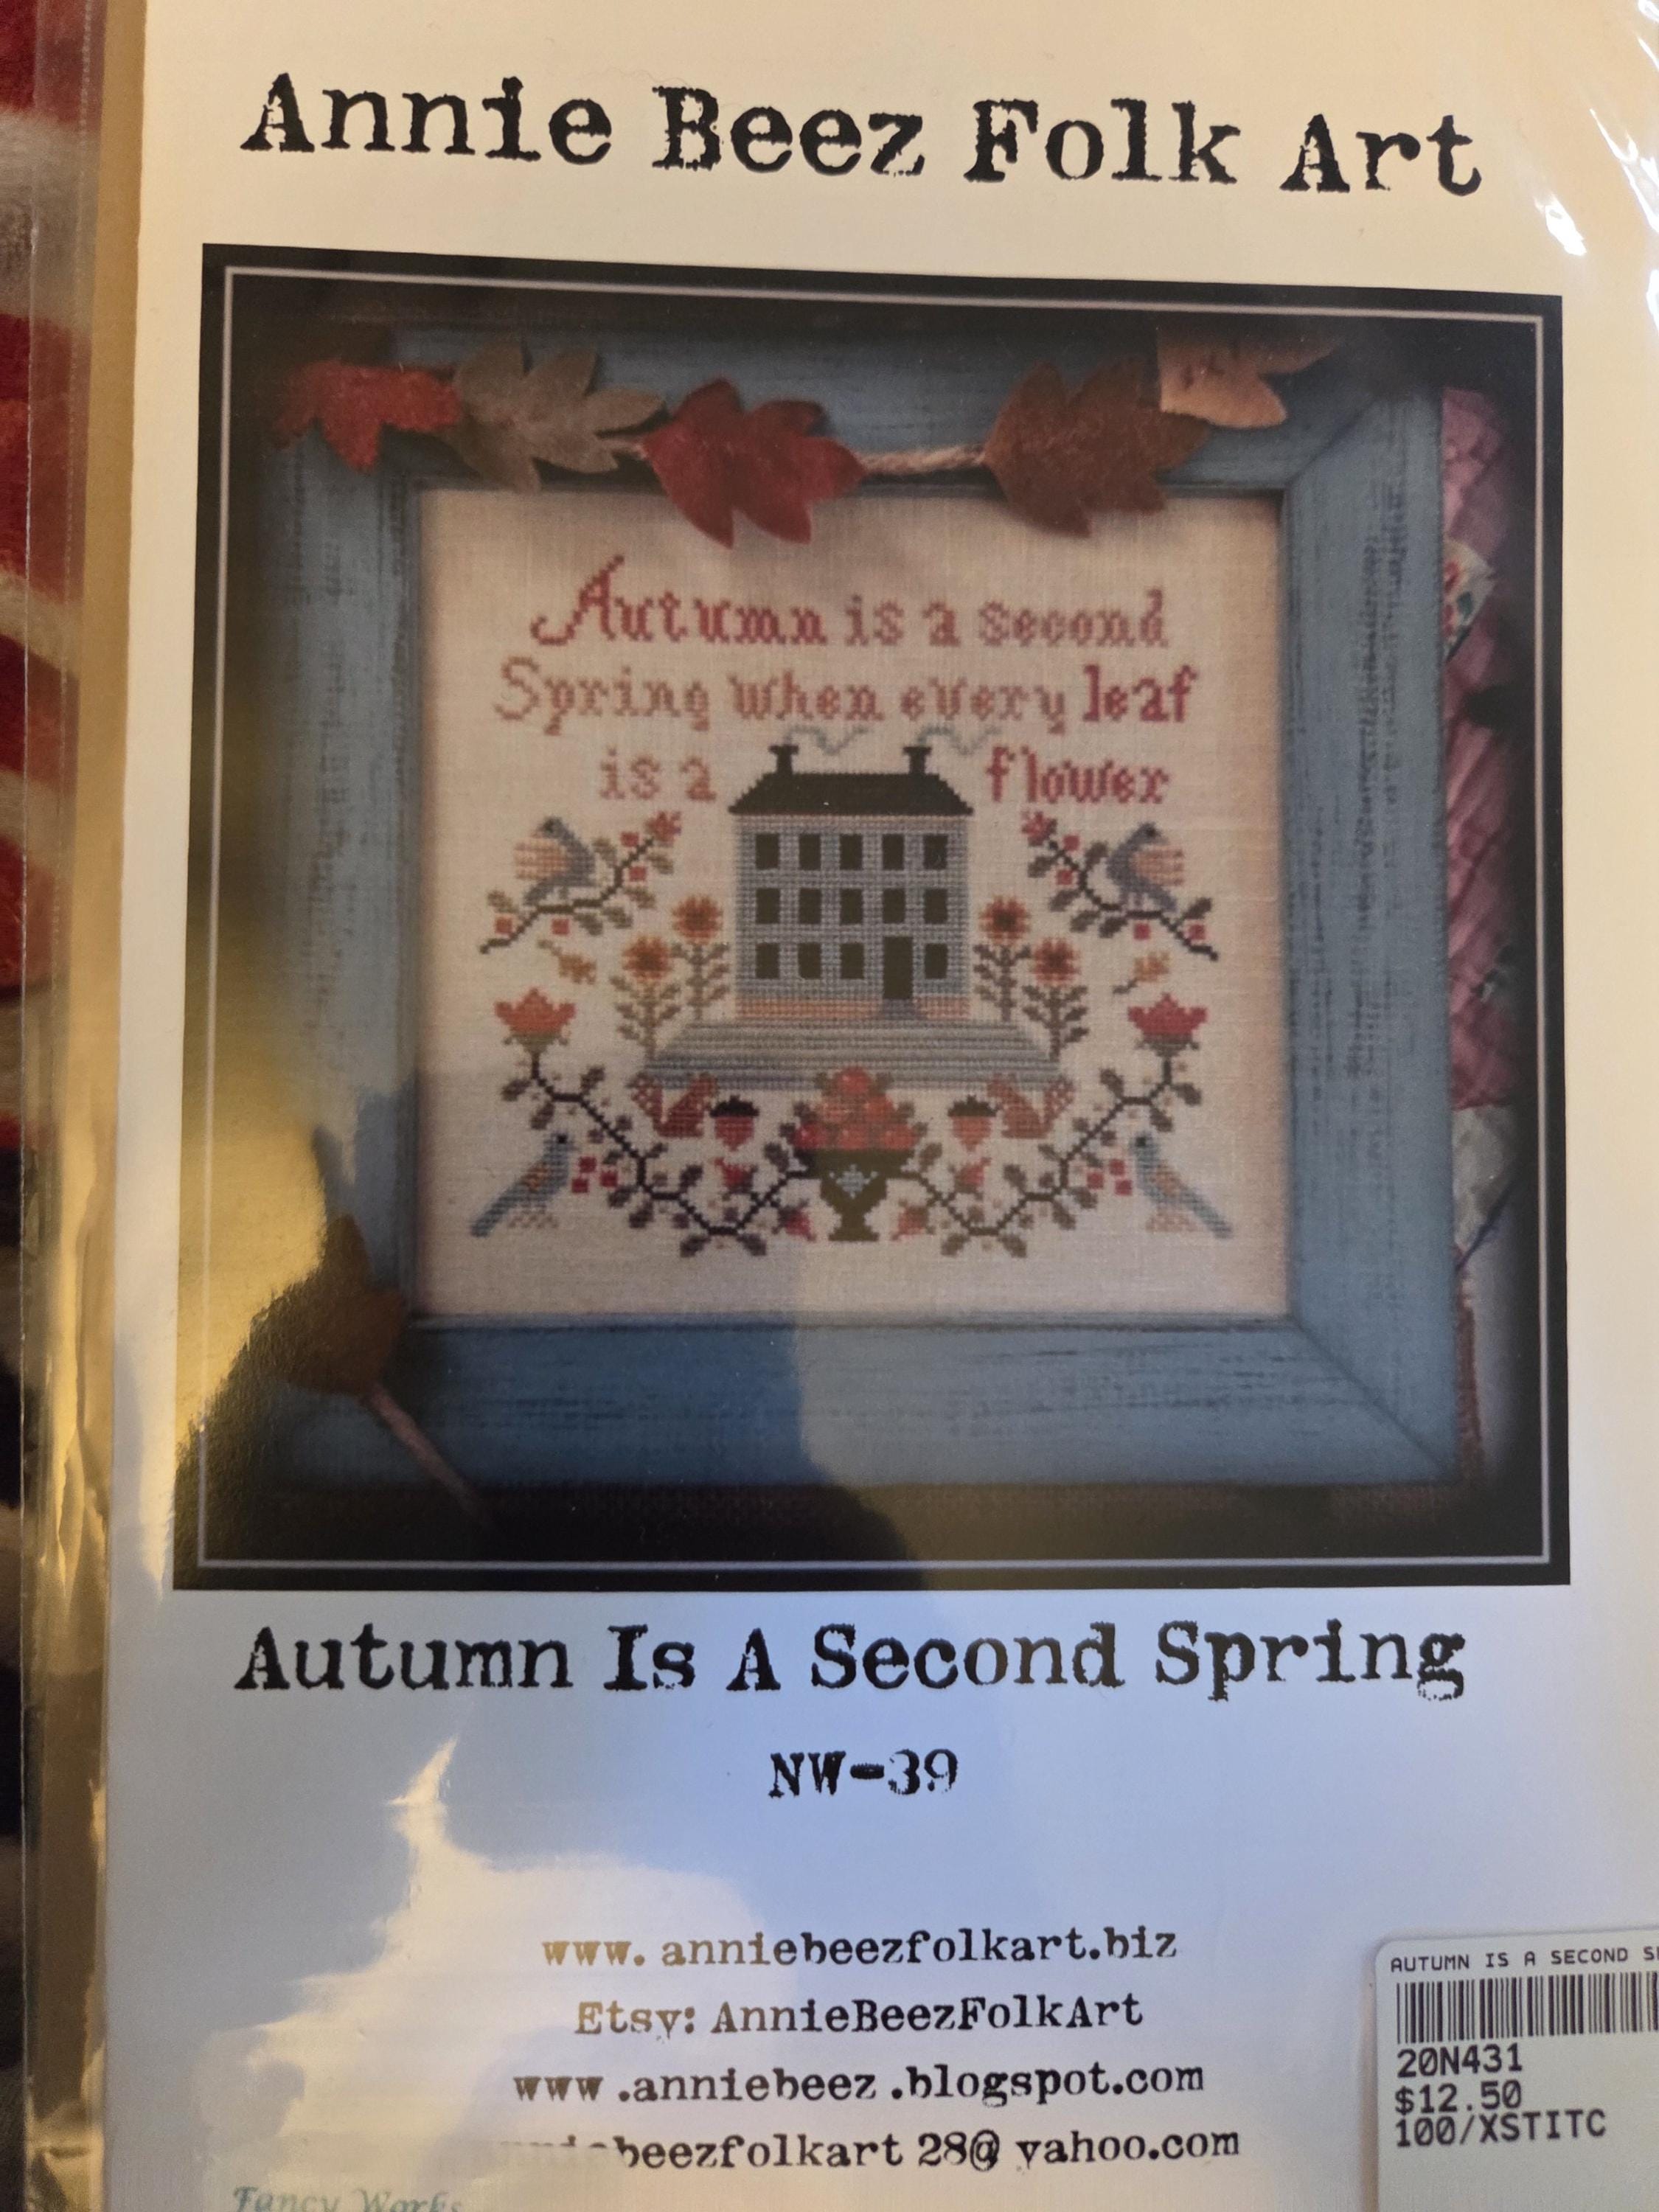 Annie Beez Folk Art
Autumn is a second
Spring when every leaf
is a flower
Autumn Is A Second Spring
NW-39
www. anniebeezfolkart.biz
Etsy: AnnieBeezFolkArt
www .anniebeez .blogspot.com
beezfolkart 28@ yahoo.com
Fancy Works
AUTUMN IS A SECOND
20N431
$12.50
100/XSTITC